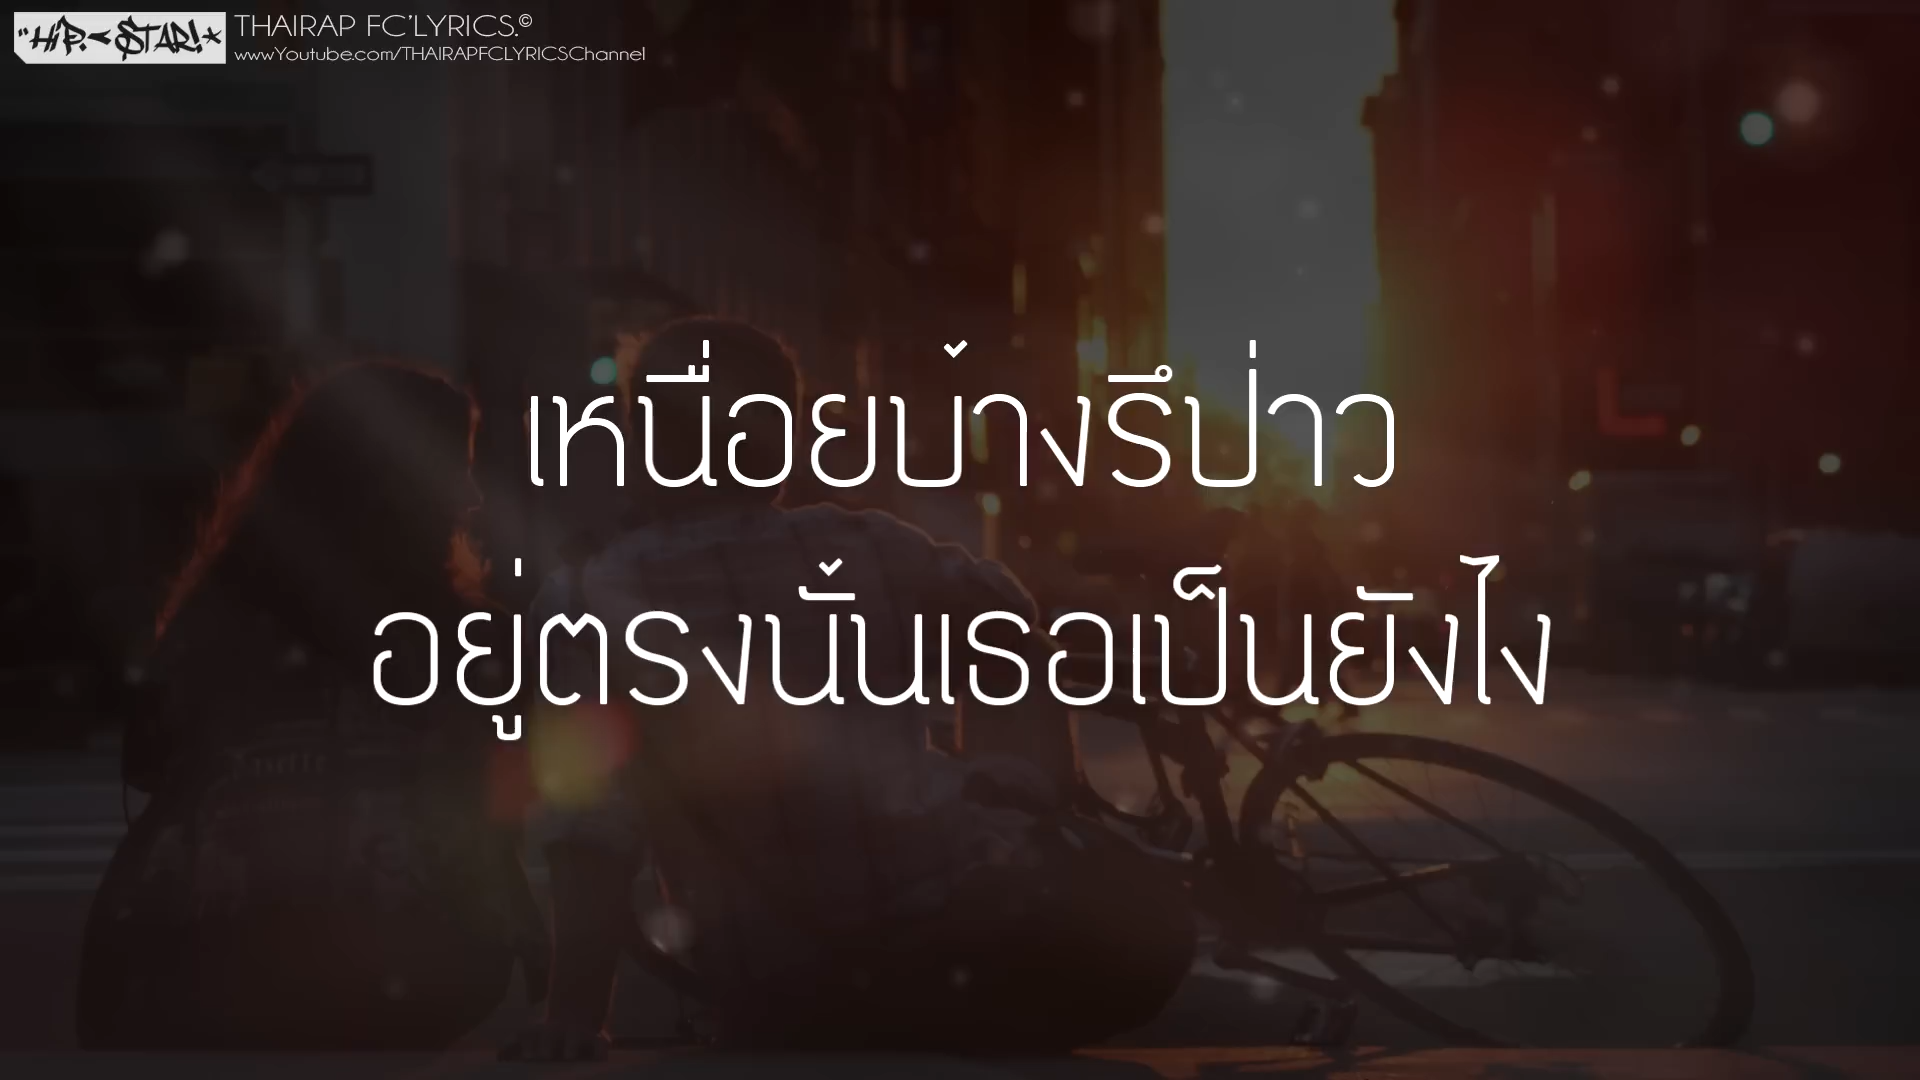 "HIP-STAR!*
THAIRAP FC'LYRICS.©
www.Youtube.com/THAIRAPFCLYRICSChannel
เหนื่อยบ้างรึป่าว
อยู่ตรงนั้นเธอเป็นยังไง